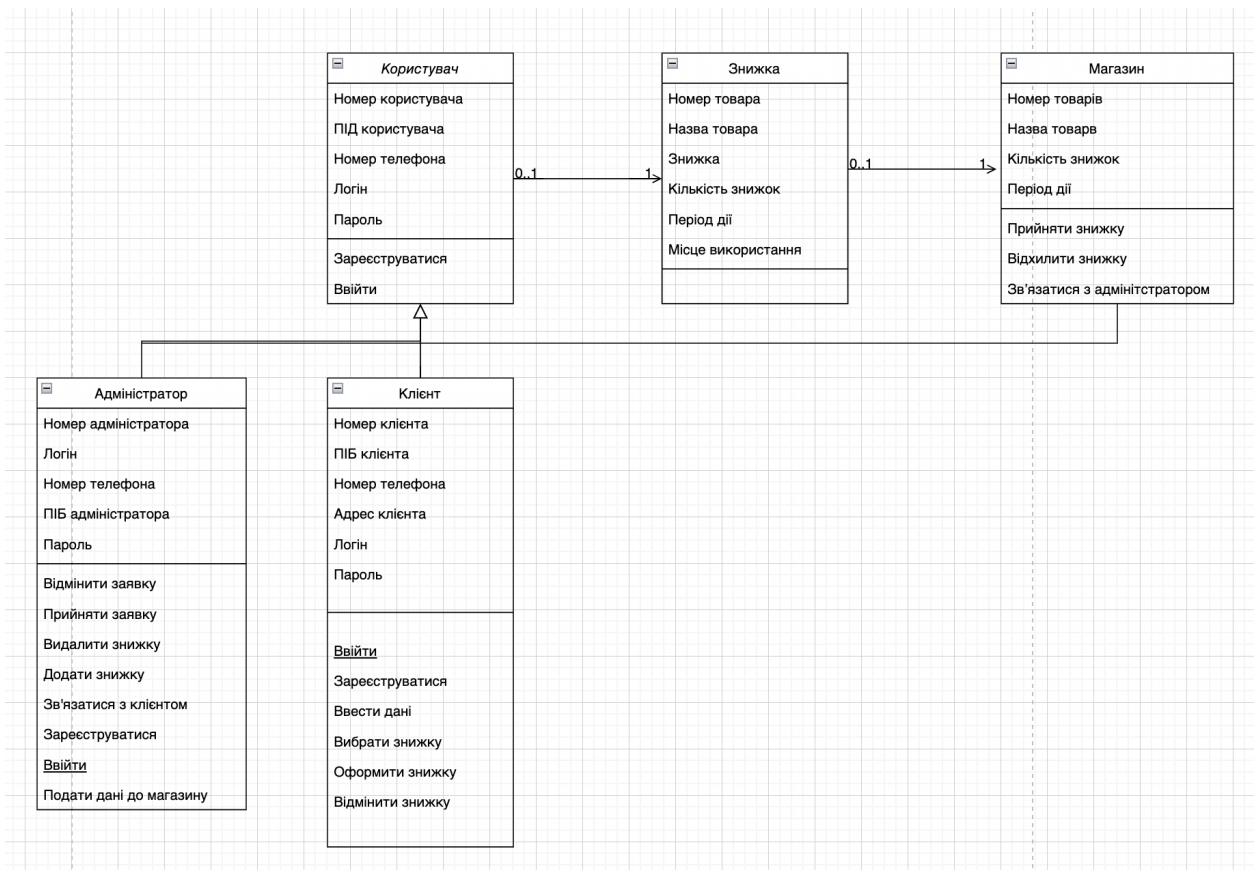 Користувач
Номер користувача
ПІД користувача
Номер телефона
Логін
Пароль
Зареєструватися
Ввійти
0..1
1
Знижка
Номер товара
Назва товара
Знижка
Кількість знижок
Період дії
Місце використання
0..1
1
Магазин
Номер товарів
Назва товарв
Кількість знижок
Період дії
Прийняти знижку
Відхилити знижку
Зв'язатися з адмінітстратором
Адміністратор
Номер адміністратора
Логін
Номер телефона
ПІБ адміністратора
Пароль
Відмінити заявку
Прийняти заявку
Видалити знижку
Додати знижку
Зв'язатися з клієнтом
Зареєструватися
Ввійти
Подати дані до магазину
Клієнт
Номер клієнта
ПІБ клієнта
Номер телефона
Адрес клієнта
Логін
Пароль
Ввійти
Зареєструватися
Ввести дані
Вибрати знижку
Оформити знижку
Відмінити знижку